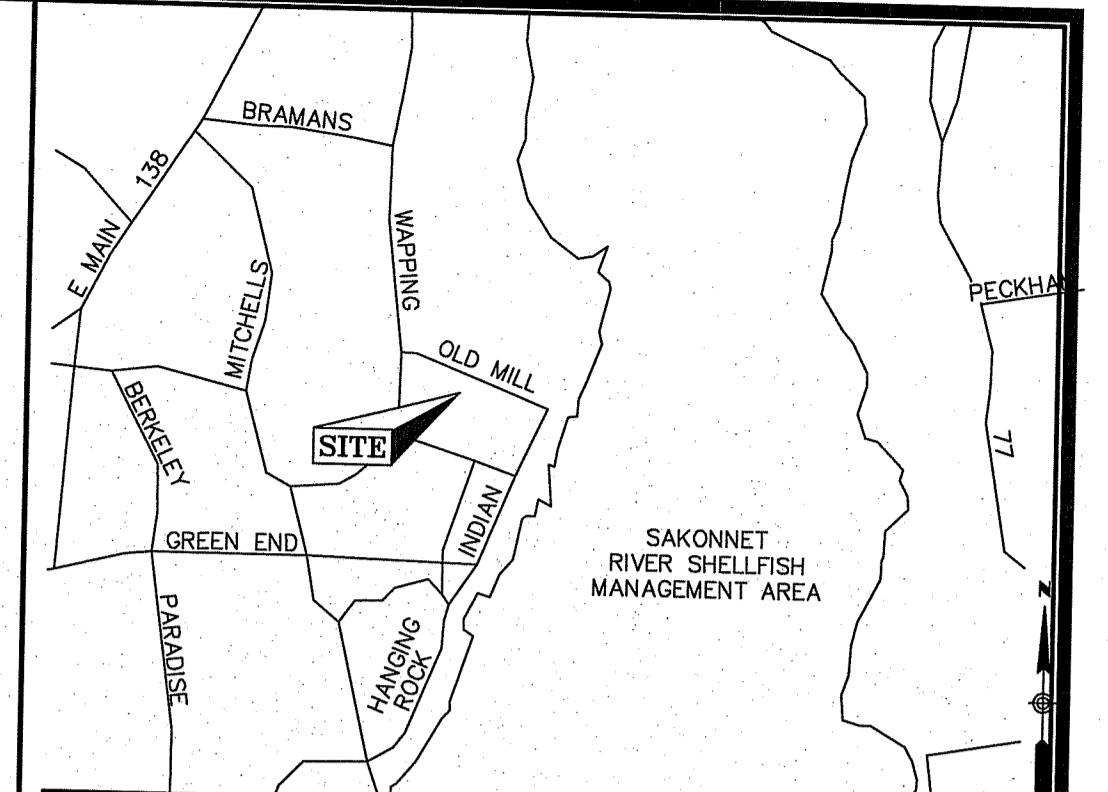 BRAMANS
138
E MAIN
WAPPING
MITCHELLS
PECKHA
OLD MILL
BERKELEY
SITE
77
INDIAN
GREEN END
SAKONNET
RIVER SHELLFISH
MANAGEMENT AREA
N
PARADISE
HANGING
ROCK